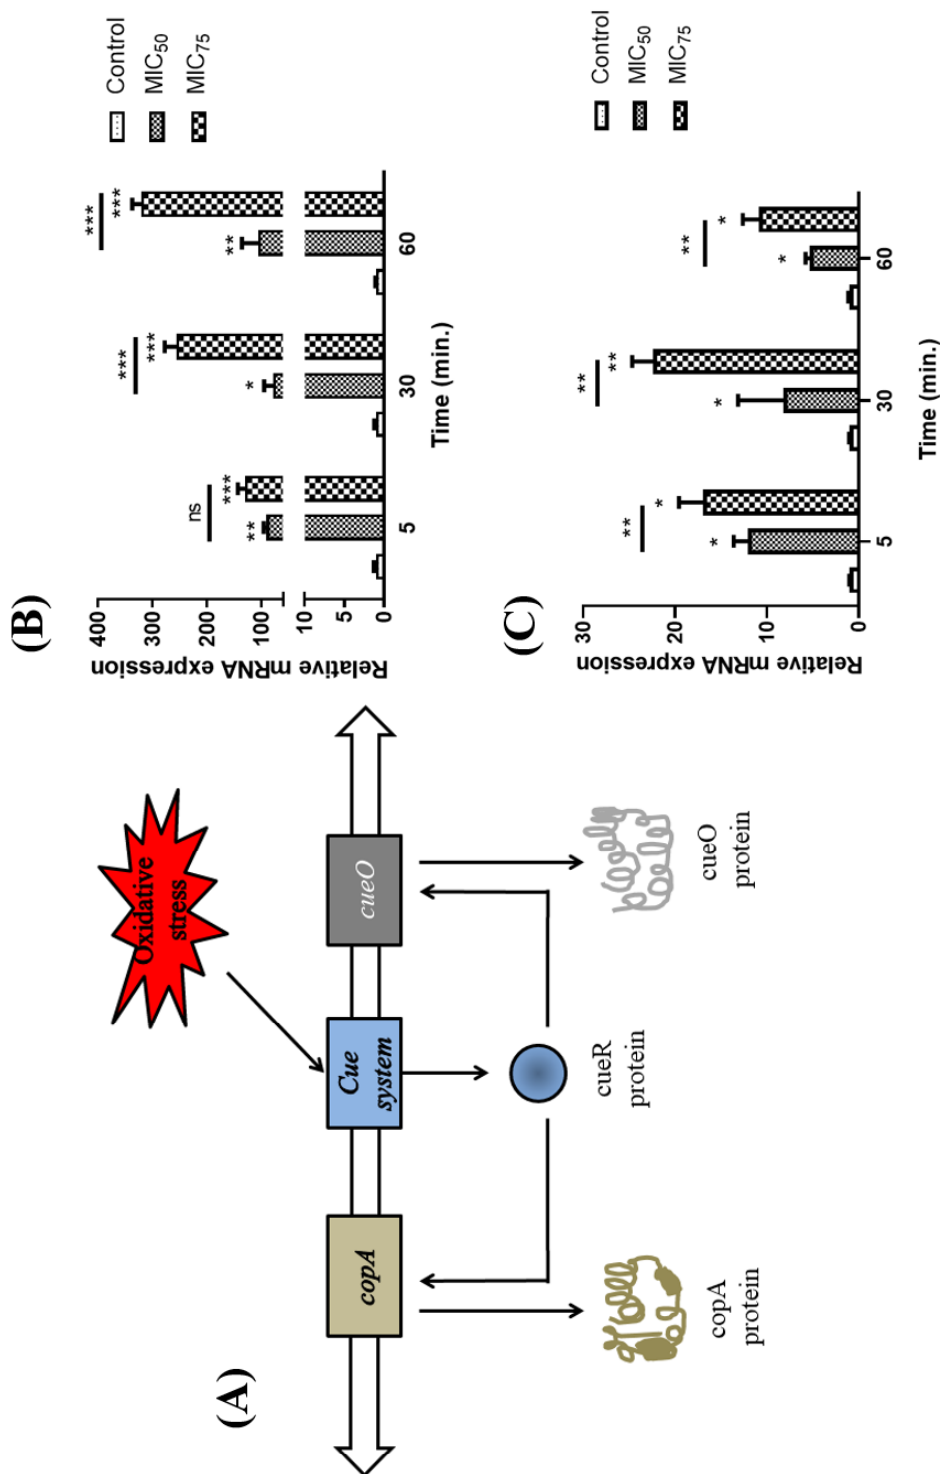 (A)
Oxidative
stress
copA
Cue
system
cueO
copA
protein
cueR
protein
cueO
protein
(B)
Relative mRNA expression
400
300
200
100
10
0
ns
**
***
***
*
***
***
**
***
5
30
60
Time (min.)
Control
MIC50
MIC75
(C)
Relative mRNA expression
30
20
10
0
**
*
*
**
*
**
**
*
*
5
30
60
Time (min.)
Control
MIC50
MIC75